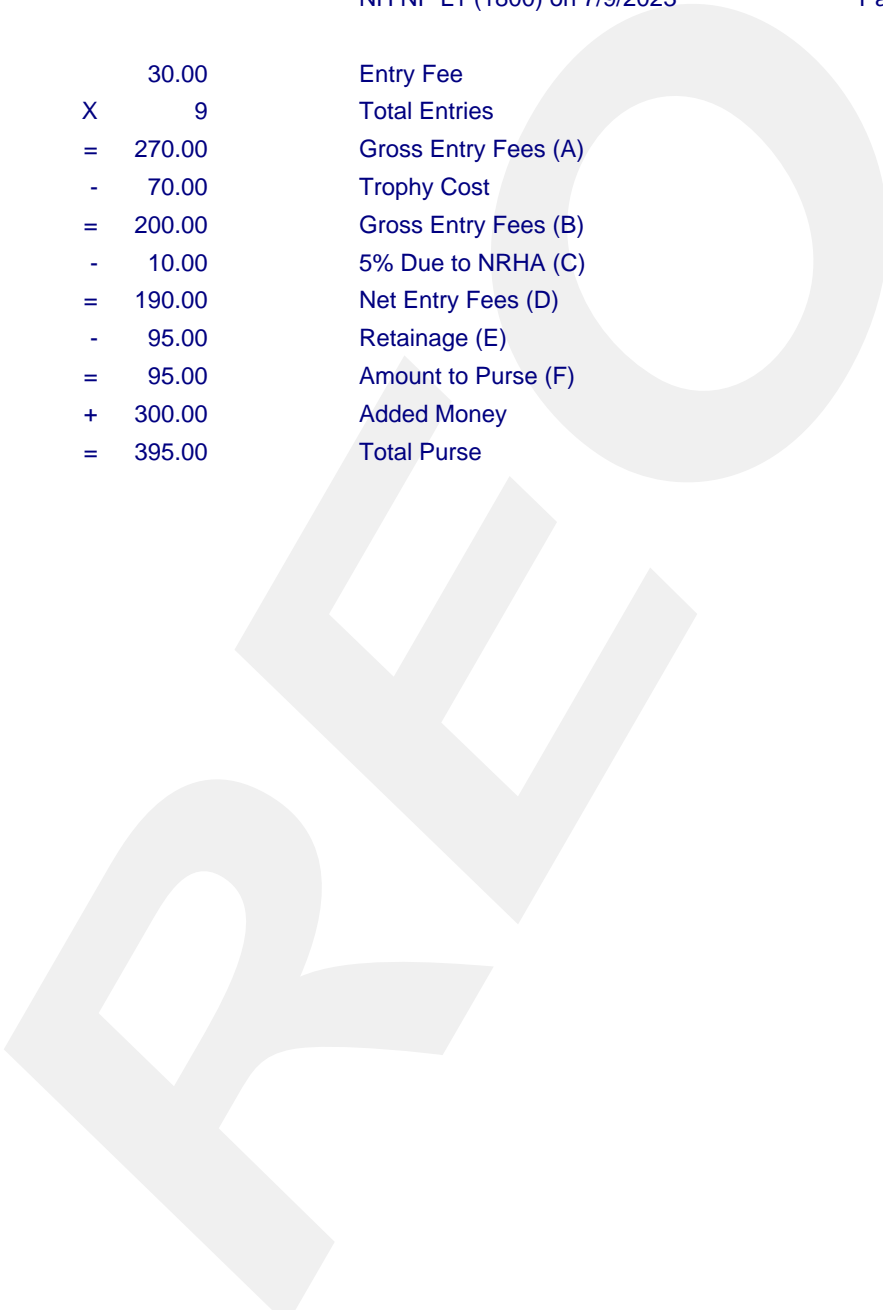 30.00 Entry Fee
X 9 Total Entries
= 270.00 Gross Entry Fees (A)
- 70.00 Trophy Cost
= 200.00 Gross Entry Fees (B)
- 10.00 5% Due to NRHA (C)
= 190.00 Net Entry Fees (D)
- 95.00 Retainage (E)
= 95.00 Amount to Purse (F)
+ 300.00 Added Money
= 395.00 Total Purse
REO